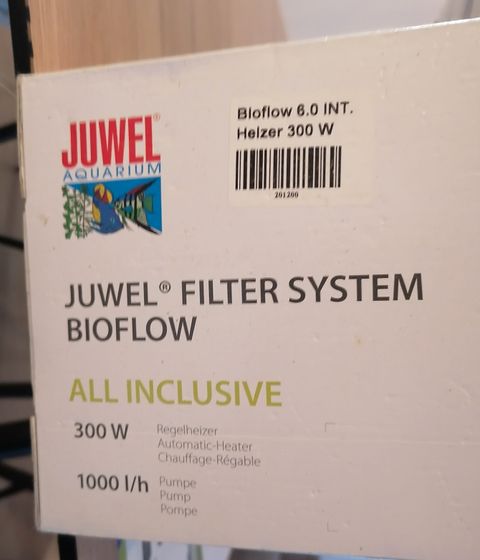 JUWEL®
AQUARIUM
Bioflow 6.0 INT.
Heizer 300 W
201200
JUWEL® FILTER SYSTEM
BIOFLOW
ALL INCLUSIVE
300 W
Regelheizer
Automatic-Heater
Chauffage-Régable
1000 l/h
Pumpe
Pump
Pompe